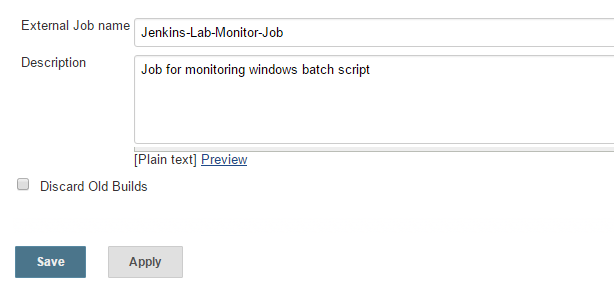 External Job name Jenkins-Lab-Monitor-Job
Description Job for monitoring windows batch script
[Plain text] Preview
Discard Old Builds
Save Apply